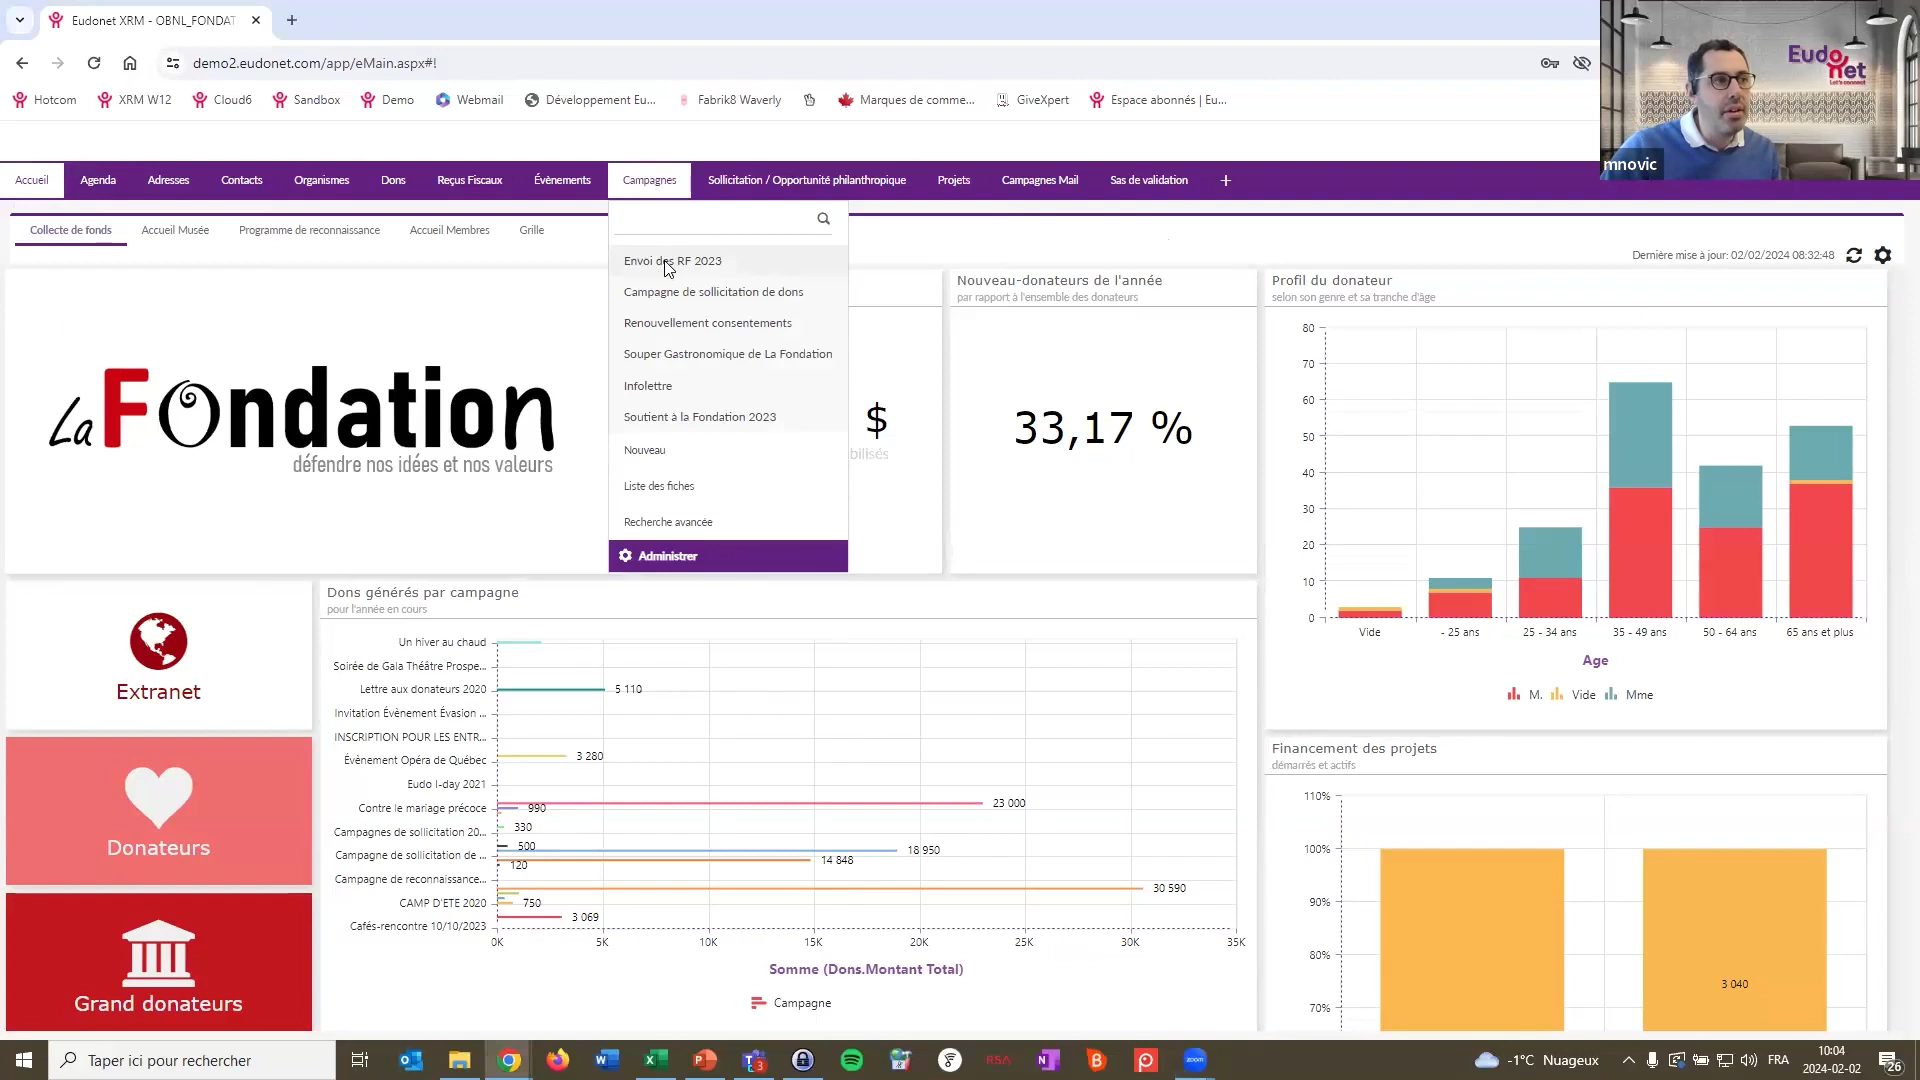 Eudonet XRM - OBNL_FONDAT
demo2.eudonet.com/app/eMain.aspx#!
Hotcom
XRM W12
Cloud6
Sandbox
Demo
Webmail
Développement Eu...
Fabrik8 Waverly
Marques de comme...
GiveXpert
Espace abonnés | Eu...
Eudonet
Let's connect
mnovic
Accueil
Agenda
Adresses
Contacts
Organismes
Dons
Reçus Fiscaux
Évènements
Campagnes
Sollicitation / Opportunité philanthropique
Projets
Campagnes Mail
Sas de validation
+
Collecte de fonds
Accueil Musée
Programme de reconnaissance
Accueil Membres
Grille
Dernière mise à jour: 02/02/2024 08:32:48
Envoi des RF 2023
Campagne de sollicitation de dons
Renouvellement consentements
Souper Gastronomique de La Fondation
Infolettre
Soutient à la Fondation 2023
Nouveau
Liste des fiches
Recherche avancée
Administrer
La Fondation
défendre nos idées et nos valeurs
$
bilisés
Nouveau-donateurs de l'année
par rapport à l'ensemble des donateurs
33,17 %
Profil du donateur
selon son genre et sa tranche d'âge
80
70
60
50
40
30
20
10
0
Vide
- 25 ans
25 - 34 ans
35 - 49 ans
50 - 64 ans
65 ans et plus
Age
M.
Vide
Mme
Extranet
Donateurs
Grand donateurs
Dons générés par campagne
pour l'année en cours
Un hiver au chaud
Soirée de Gala Théâtre Prospe...
Lettre aux donateurs 2020
5 110
Invitation Évènement Évasion ...
INSCRIPTION POUR LES ENTR...
Évènement Opéra de Québec
3 280
Eudo I-day 2021
Contre le mariage précoce
23 000
990
Campagnes de sollicitation 20...
330
500
Campagne de sollicitation de ...
18 950
14 848
120
Campagne de reconnaissance...
30 590
CAMP D'ETE 2020
750
Cafés-rencontre 10/10/2023
3 069
0K
5K
10K
15K
20K
25K
30K
35K
Somme (Dons.Montant Total)
Campagne
Financement des projets
démarrés et actifs
110%
100%
90%
80%
70%
3 040
Taper ici pour rechercher
RSA
zoom
-1°C Nuageux
FRA
10:04
2024-02-02
26